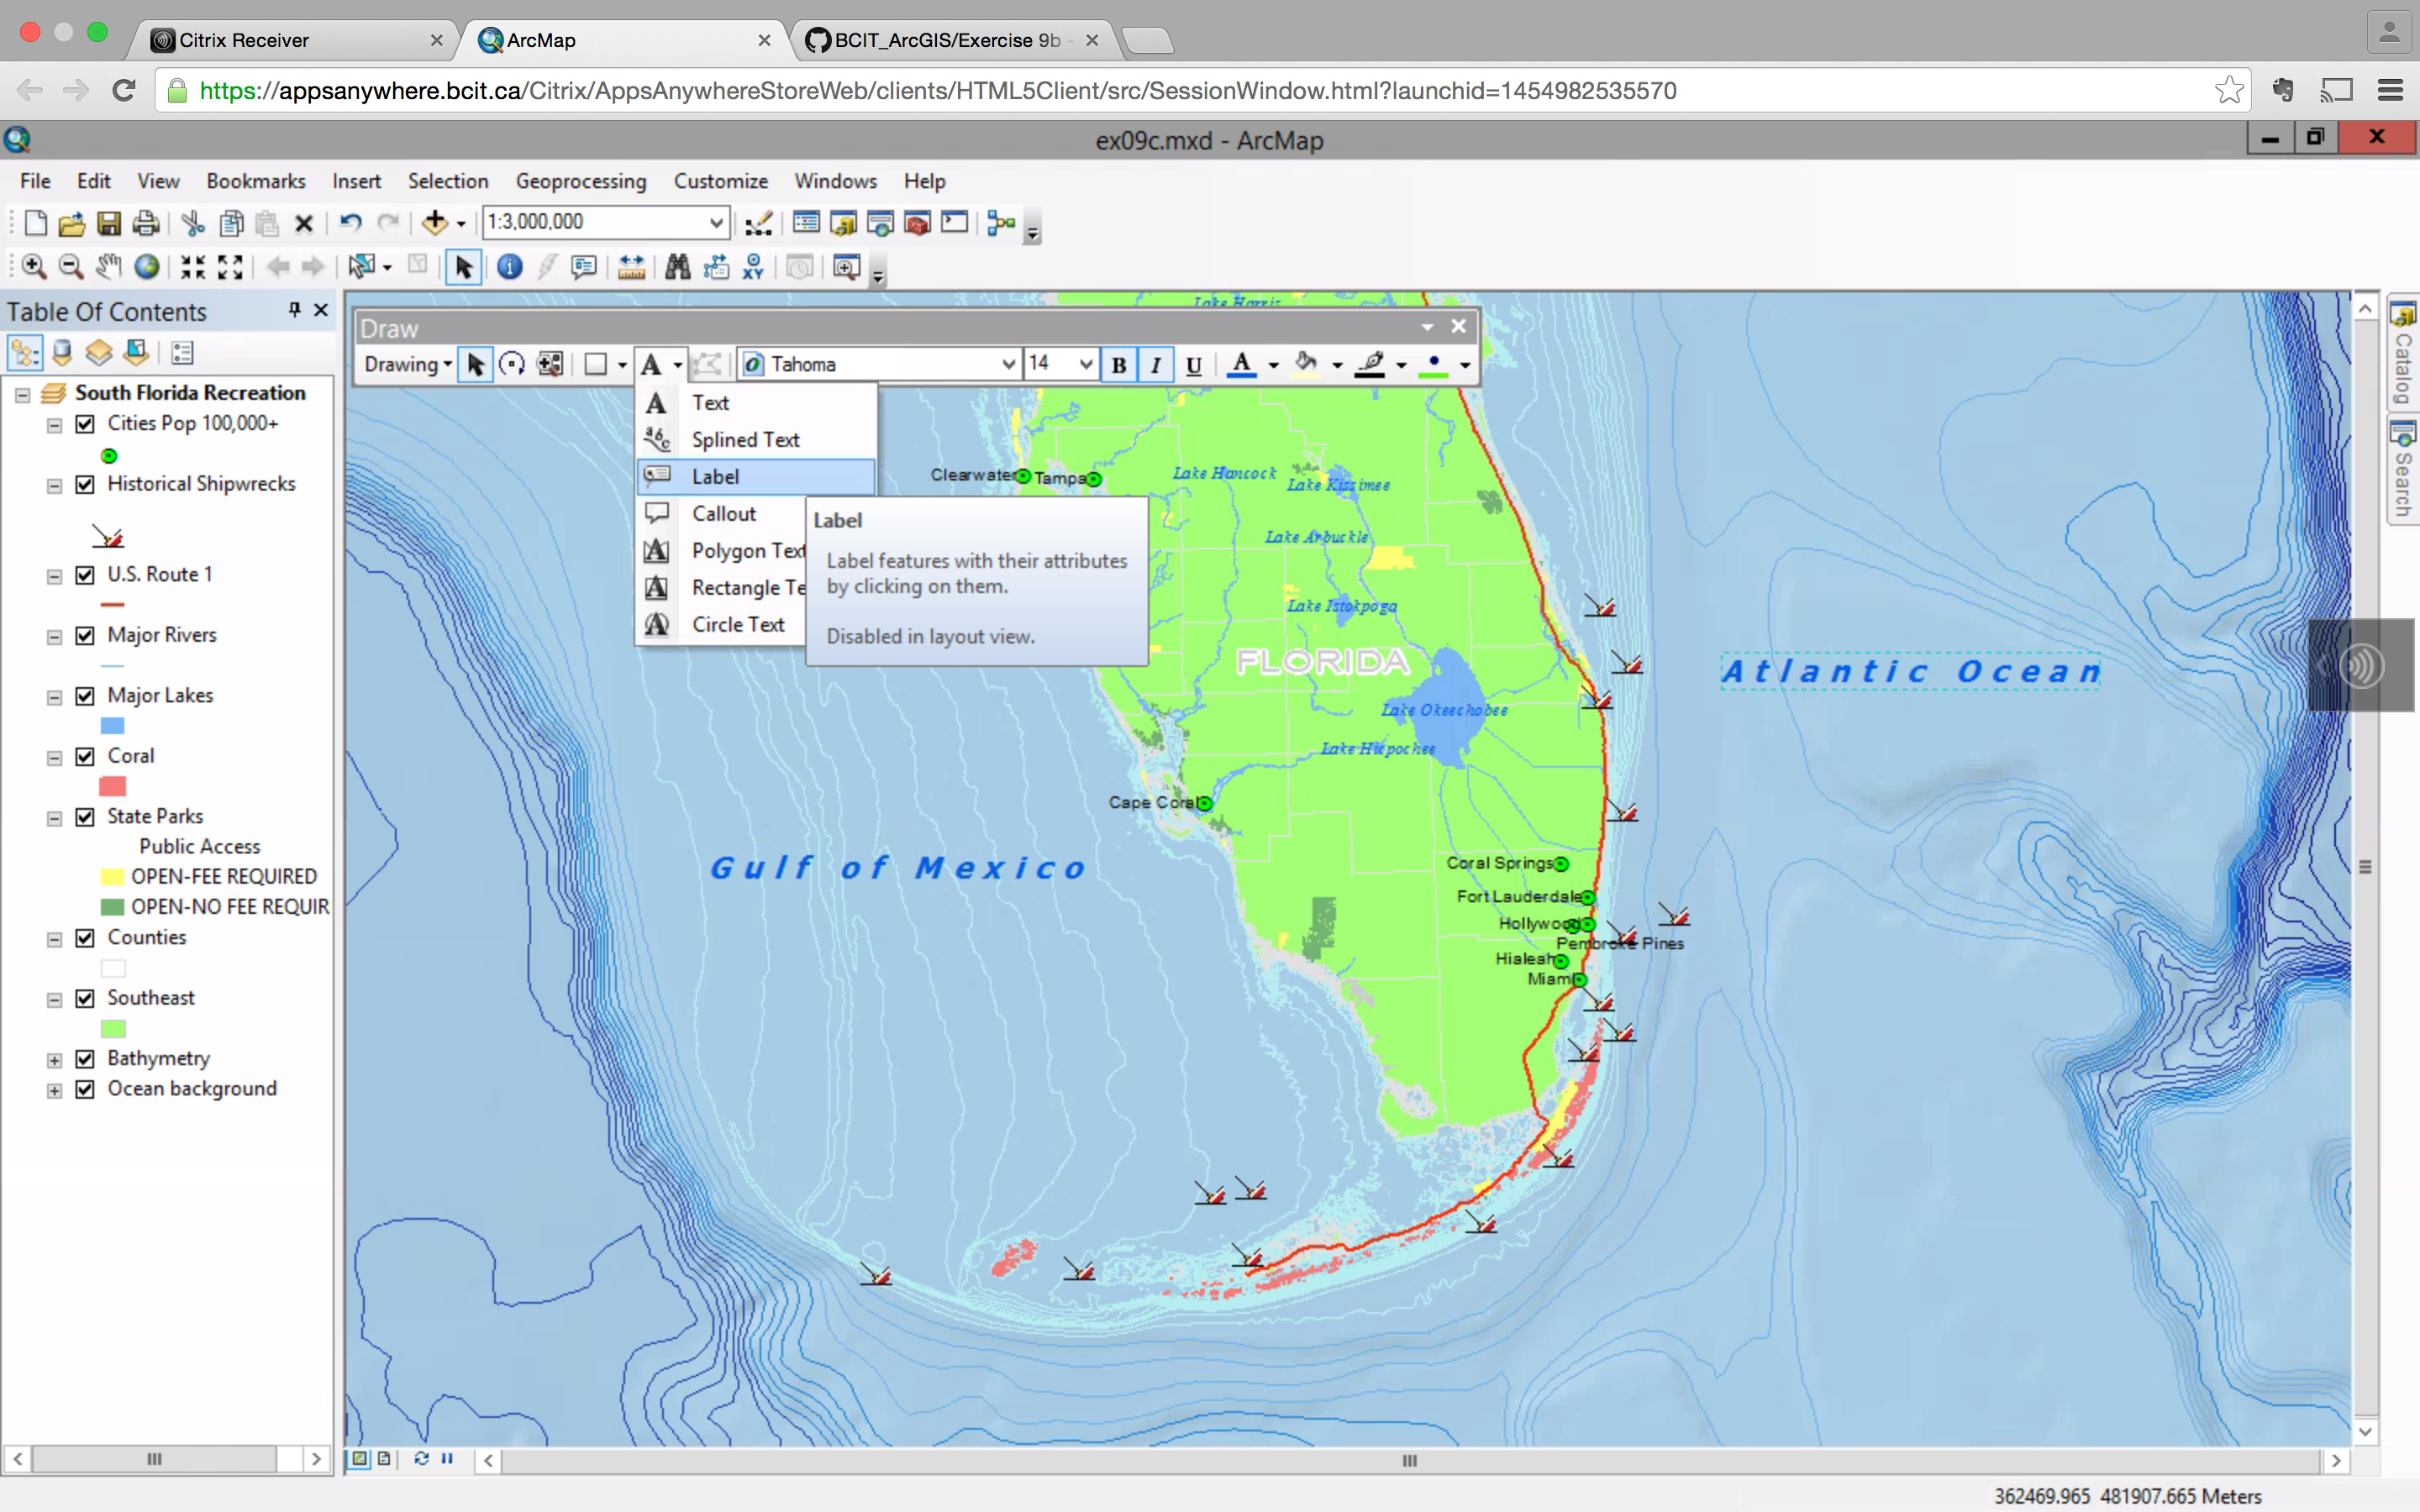 Citrix Receiver
ArcMap
BCIT_ArcGIS/Exercise 9b -
https://appsanywhere.bcit.ca/Citrix/AppsAnywhereStoreWeb/clients/HTML5Client/src/SessionWindow.html?launchid=1454982535570
ex09c.mxd - ArcMap
File Edit View Bookmarks Insert Selection Geoprocessing Customize Windows Help
1:3,000,000
XY
Table Of Contents
South Florida Recreation
Cities Pop 100,000+
Historical Shipwrecks
U.S. Route 1
Major Rivers
Major Lakes
Coral
State Parks
Public Access
OPEN-FEE REQUIRED
OPEN-NO FEE REQUIR
Counties
Southeast
Bathymetry
Ocean background
Draw
Drawing A Tahoma 14 B I U A
Text
Splined Text
Label
Callout
Polygon Text
Rectangle Te
Circle Text
Label
Label features with their attributes
by clicking on them.
Disabled in layout view.
Lake Harris
Clearwater
Tampa
Lake Hancock
Lake Kissimee
Lake Arbuckle
Lake Istokpoga
FLORIDA
Atlantic Ocean
Lake Okeechobee
Lake Hicpochee
Cape Coral
Gulf of Mexico
Coral Springs
Fort Lauderdale
Hollywood
Pembroke Pines
Hialeah
Miami
Catalog
Search
362469.965 481907.665 Meters